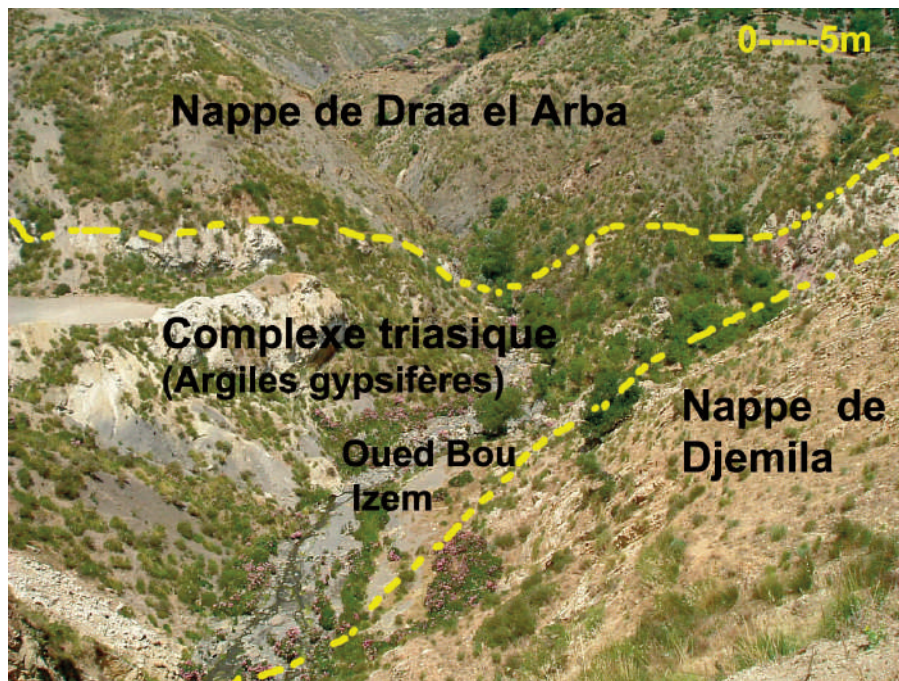 0-----5m
Nappe de Draa el Arba
Complexe triasique
(Argiles gypsifères)
Nappe de
Djemila
Oued Bou
Izem